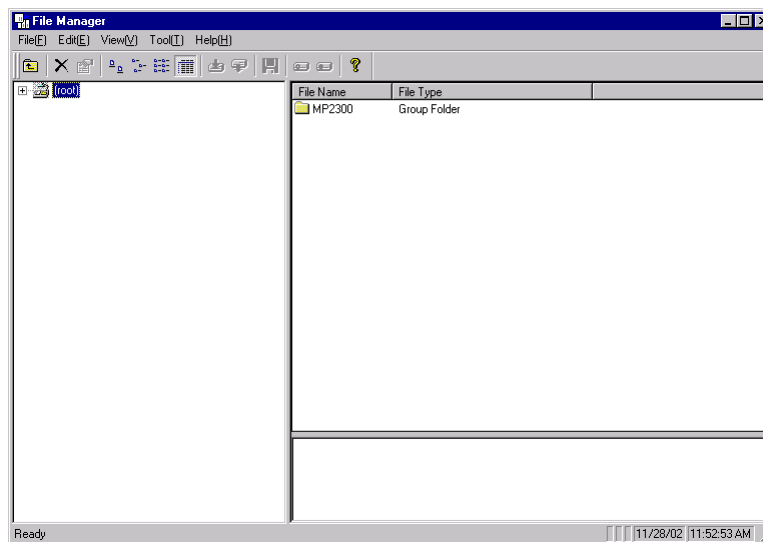 File Manager
File(F) Edit(E) View(V) Tool(T) Help(H)
(root)
File Name File Type
MP2300 Group Folder
Ready 11/28/02 11:52:53 AM